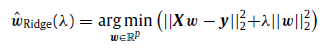 ŵ_Ridge(λ) = arg min_{w∈ℝ^p} (||Xw − y||_2^2 + λ||w||_2^2)